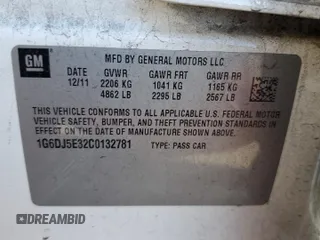 GM
MFD BY GENERAL MOTORS LLC
DATE GVWR GAWR FRT GAWR RR
12/11 2206 KG 1041 KG 1165 KG
4862 LB 2295 LB 2567 LB
THIS VEHICLE CONFORMS TO ALL APPLICABLE U.S. FEDERAL MOTOR
VEHICLE SAFETY, BUMPER, AND THEFT PREVENTION STANDARDS
IN EFFECT ON THE DATE OF MANUFACTURE SHOWN ABOVE.
1G6DJ5E32C0132781 TYPE: PASS CAR